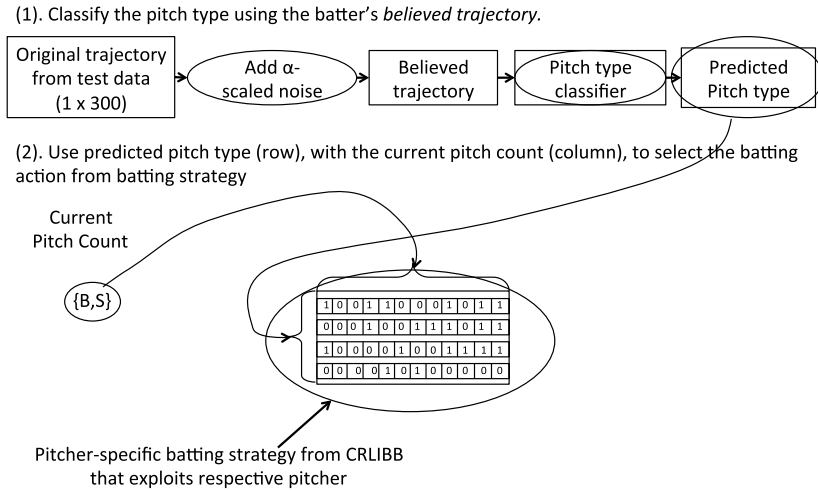 (1). Classify the pitch type using the batter's believed trajectory.
Original trajectory
from test data
(1 x 300)
Add α-
scaled noise
Believed
trajectory
Pitch type
classifier
Predicted
Pitch type
(2). Use predicted pitch type (row), with the current pitch count (column), to select the batting
action from batting strategy
Current
Pitch Count
{B,S}
1 0 0 1 1 0 0 0 1 0 1 1
0 0 0 1 0 0 1 1 1 0 1 1
1 0 0 0 0 1 0 0 1 1 1 1
0 0 0 0 1 0 1 0 0 0 0 0
Pitcher-specific batting strategy from CRLIBB
that exploits respective pitcher